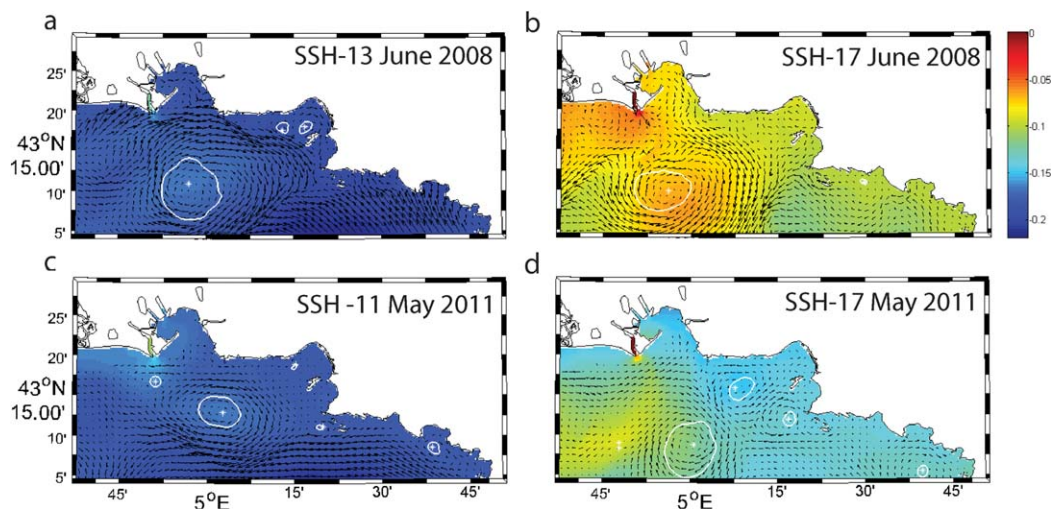 a
SSH-13 June 2008
b
SSH-17 June 2008
25'
20'
43°N
15.00'
10'
5'
0
-0.05
-0.1
-0.15
-0.2
c
SSH -11 May 2011
d
SSH-17 May 2011
25'
20'
43°N
15.00'
10'
5'
45'
5°E
15'
30'
45'
45'
5°E
15'
30'
45'